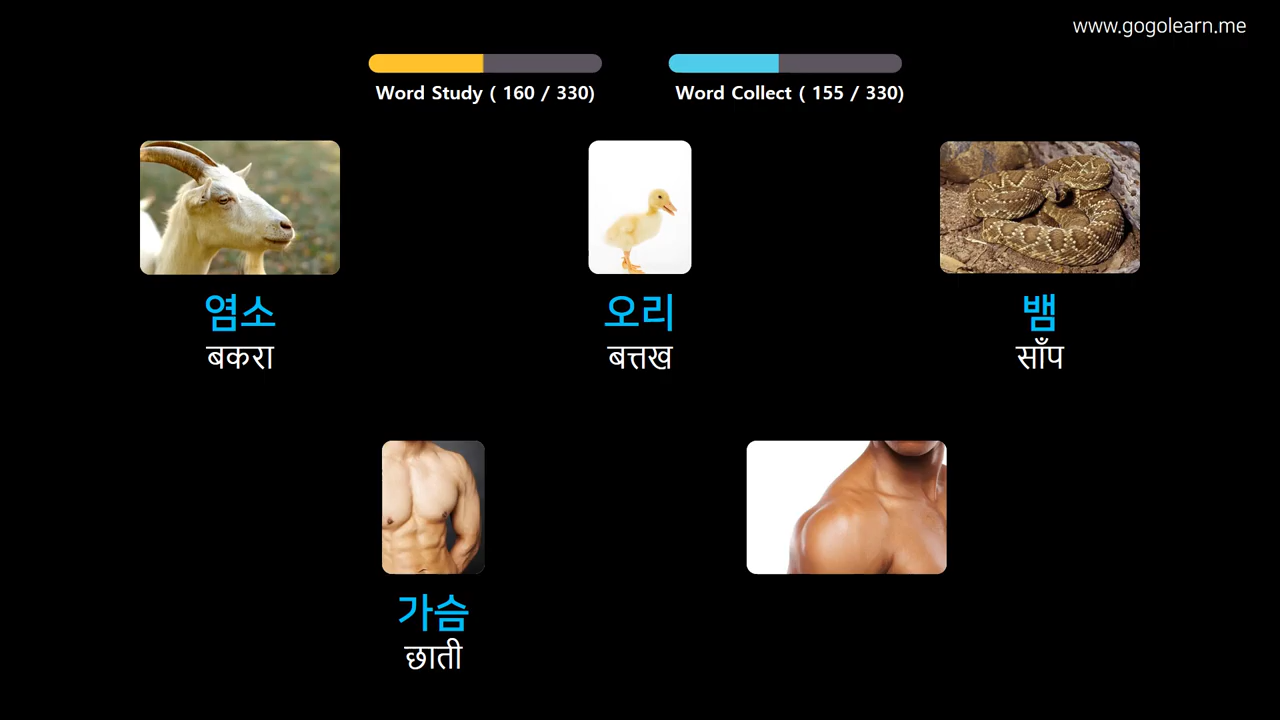 www.gogolearn.me
Word Study ( 160 / 330)
Word Collect ( 155 / 330)
염소
बकरा
오리
बत्तख
뱀
साँप
가슴
छाती